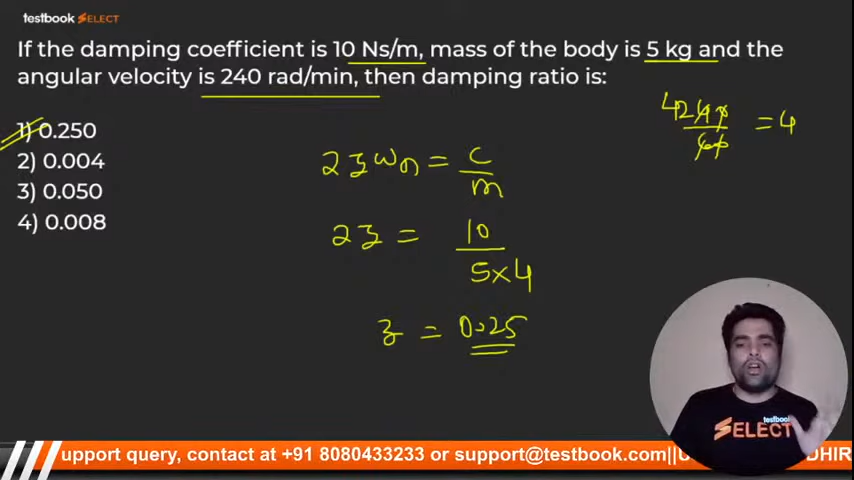 testbook SELECT
If the damping coefficient is 10 Ns/m, mass of the body is 5 kg and the
angular velocity is 240 rad/min, then damping ratio is:
1) 0.250
2) 0.004
3) 0.050
4) 0.008
240/60 = 4
2ζωn = c/m
2ζ = 10/5×4
ζ = 0.25
testbook
SELECT
upport query, contact at +91 8080433233 or support@testbook.com||